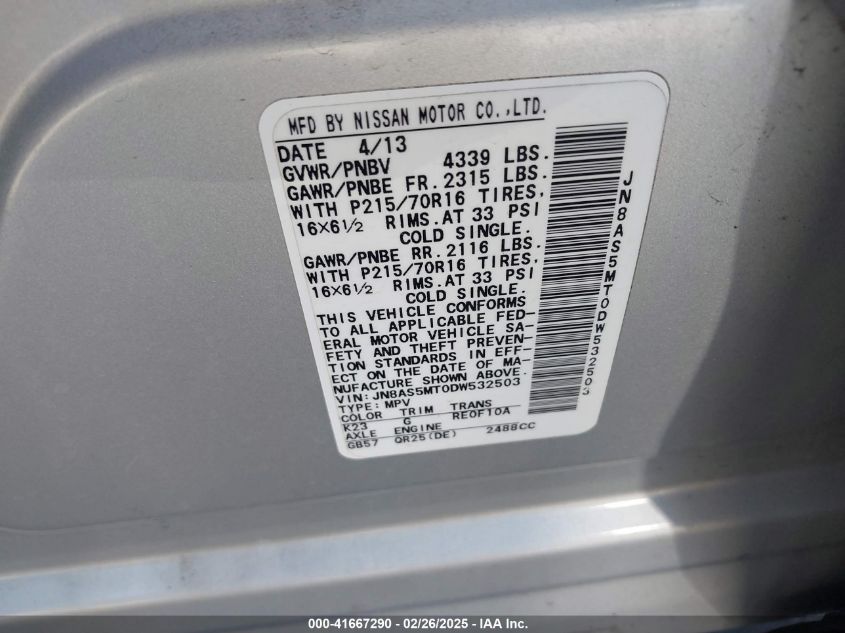 MFD BY NISSAN MOTOR CO.,LTD.
DATE 4/13
GVWR/PNBV 4339 LBS.
GAWR/PNBE FR. 2315 LBS.
WITH P215/70R16 TIRES.
16×6½ RIMS. AT 33 PSI
COLD SINGLE.
GAWR/PNBE RR. 2116 LBS.
WITH P215/70R16 TIRES.
16×6½ RIMS. AT 33 PSI
COLD SINGLE.
THIS VEHICLE CONFORMS
TO ALL APPLICABLE FED-
ERAL MOTOR VEHICLE SA-
FETY AND THEFT PREVEN-
TION STANDARDS IN EFF-
ECT ON THE DATE OF MA-
NUFACTURE SHOWN ABOVE.
VIN: JN8AS5MT0DW532503
TYPE: MPV
COLOR TRIM TRANS
K23 G RE0F10A
AXLE ENGINE
GB57 QR25(DE) 2488CC
JN8AS5MT0DW532503
000-41667290 - 02/26/2025 - IAA Inc.